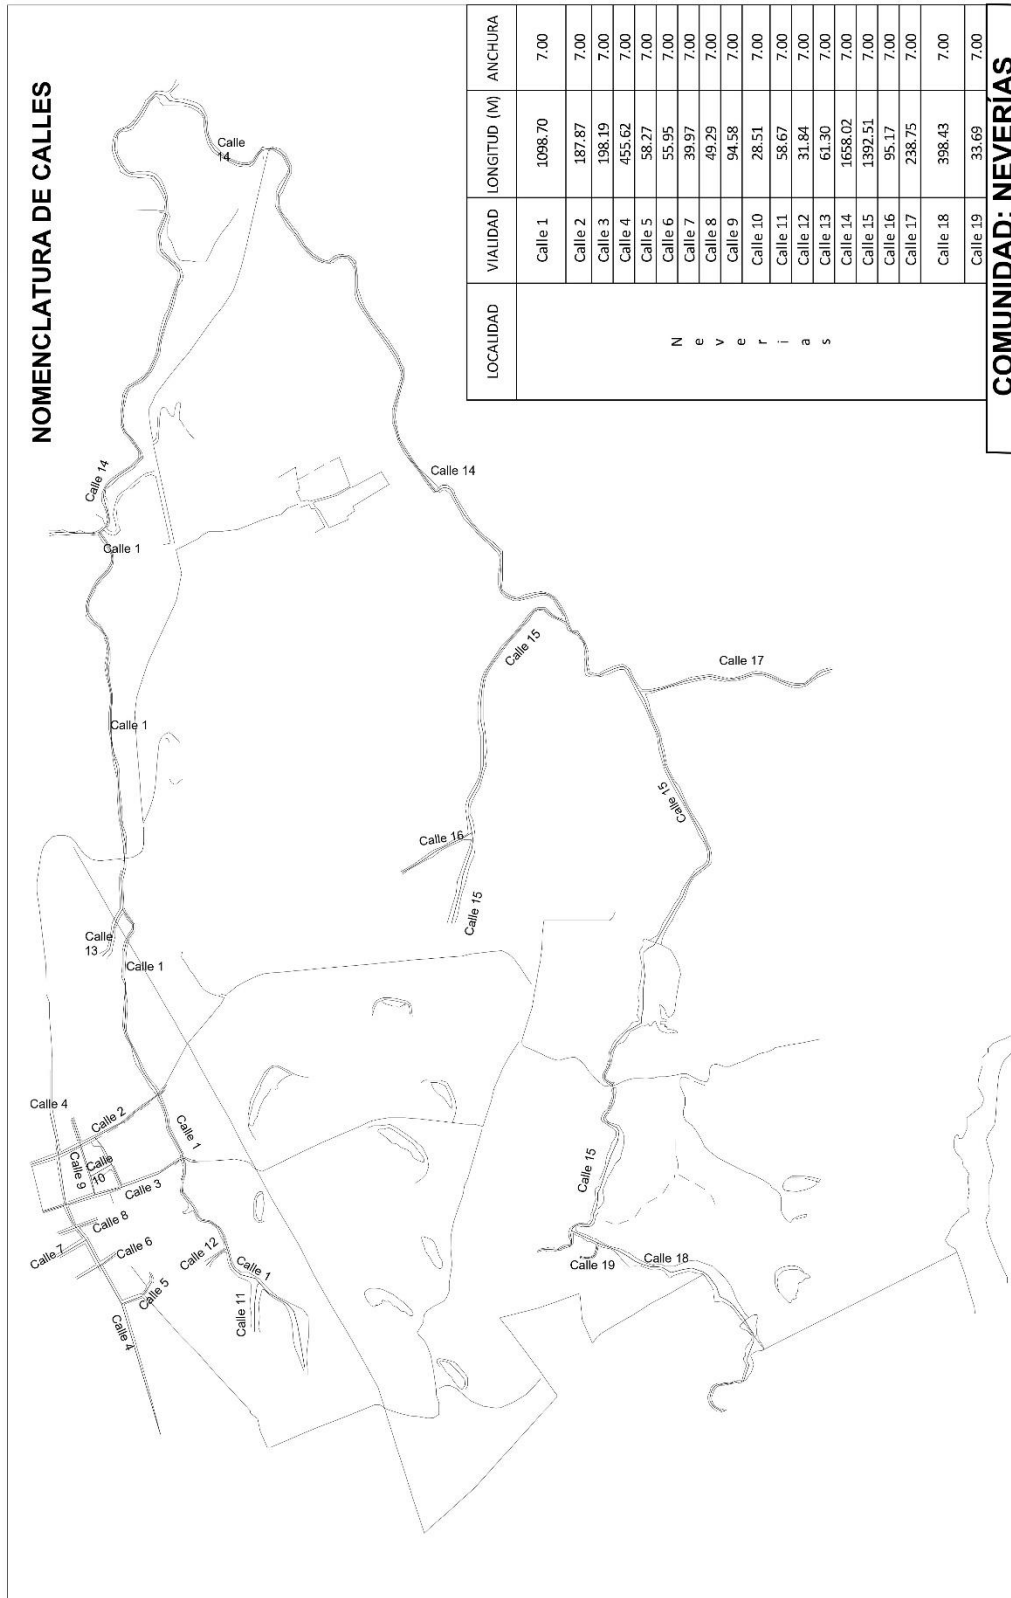 NOMENCLATURA DE CALLES
LOCALIDAD VIALIDAD LONGITUD (M) ANCHURA
Nevерias
Calle 1 1098.70 7.00
Calle 2 187.87 7.00
Calle 3 198.19 7.00
Calle 4 455.62 7.00
Calle 5 58.27 7.00
Calle 6 55.95 7.00
Calle 7 39.97 7.00
Calle 8 49.29 7.00
Calle 9 94.58 7.00
Calle 10 28.51 7.00
Calle 11 58.67 7.00
Calle 12 31.84 7.00
Calle 13 61.30 7.00
Calle 14 1658.02 7.00
Calle 15 1392.51 7.00
Calle 16 95.17 7.00
Calle 17 238.75 7.00
Calle 18 398.43 7.00
Calle 19 33.69 7.00
COMUNIDAD: NEVERÍAS
Calle
14
Calle 14
Calle 1
Calle 14
Calle 15
Calle 17
Calle 1
Calle 15
Calle 16
Calle 15
Calle
13
Calle 1
Calle 4
Calle 2
Calle 1
Calle 9
Calle
10
Calle 3
Calle 15
Calle 8
Calle 7
Calle 6
Calle 12
Calle 5
Calle 1
Calle 19
Calle 18
Calle 11
Calle 4